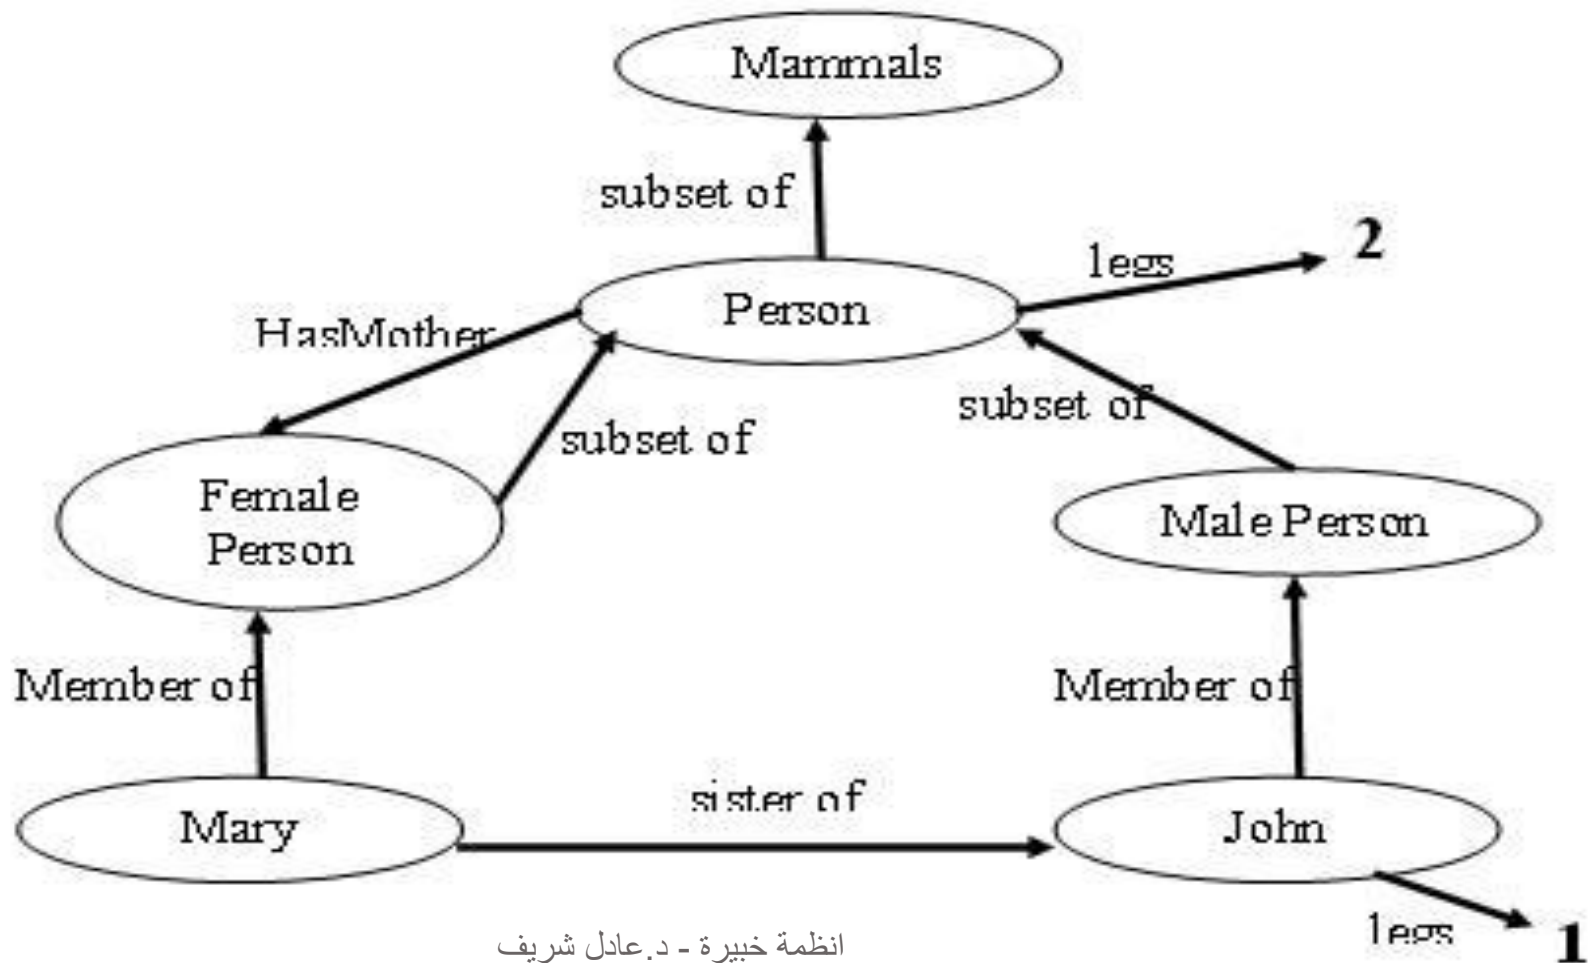 Mammals
subset of
2
legs
Person
HasMother
subset of
subset of
Female
Person
Male Person
Member of
Member of
sister of
Mary
John
legs
1
انظمة خبيرة - د.عادل شريف